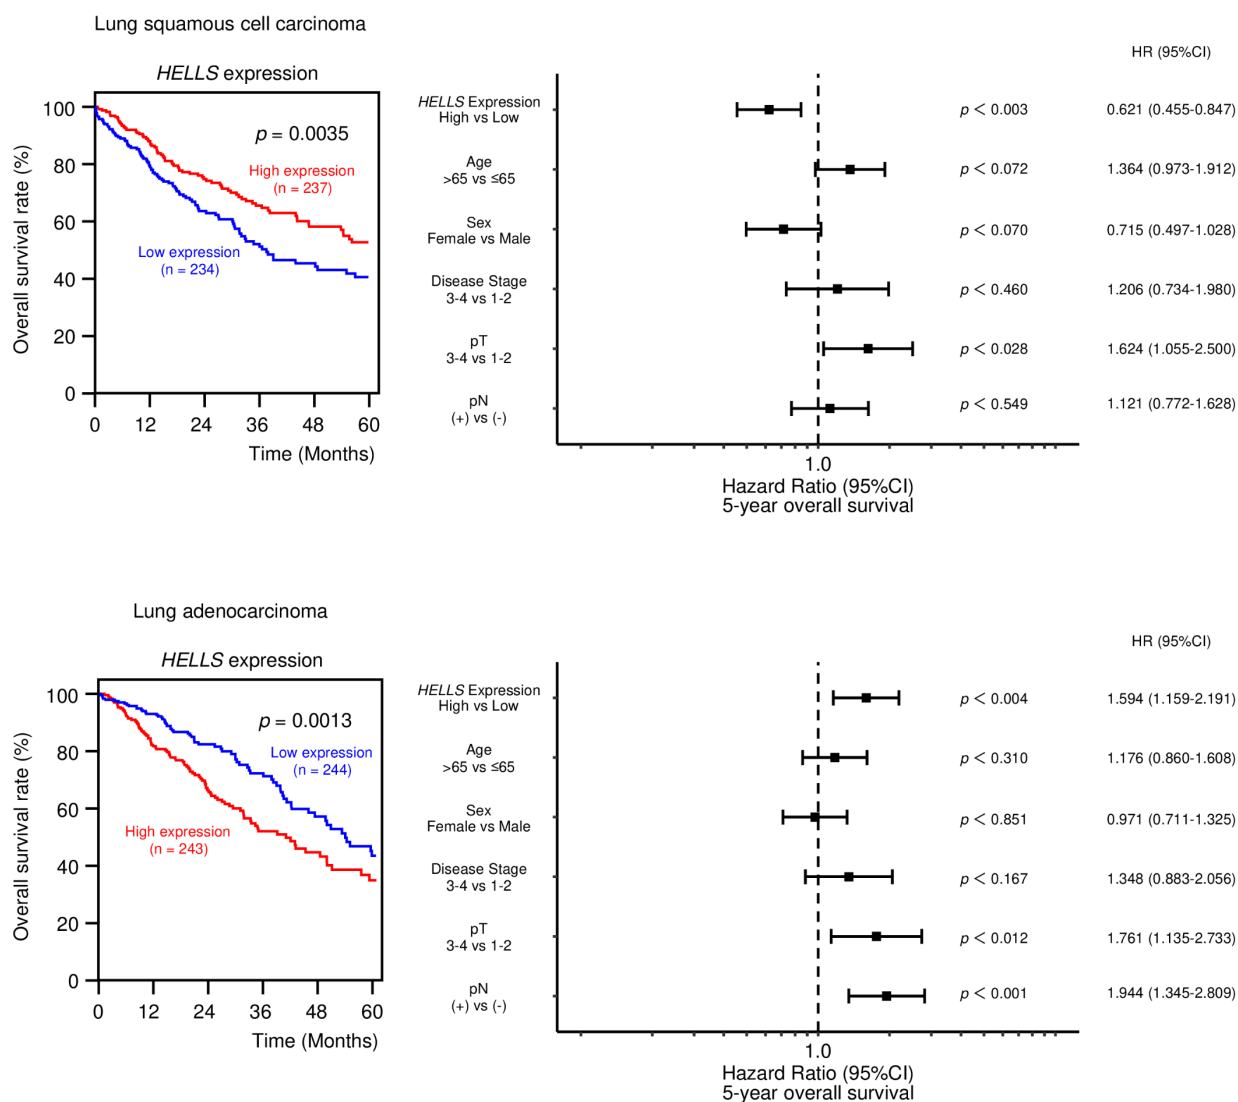 Lung squamous cell carcinoma
HELLS expression
Overall survival rate (%)
100
80
60
40
20
0
p = 0.0035
High expression
(n = 237)
Low expression
(n = 234)
0 12 24 36 48 60
Time (Months)
HR (95%CI)
HELLS Expression
High vs Low
p < 0.003
0.621 (0.455-0.847)
Age
>65 vs ≤65
p < 0.072
1.364 (0.973-1.912)
Sex
Female vs Male
p < 0.070
0.715 (0.497-1.028)
Disease Stage
3-4 vs 1-2
p < 0.460
1.206 (0.734-1.980)
pT
3-4 vs 1-2
p < 0.028
1.624 (1.055-2.500)
pN
(+) vs (-)
p < 0.549
1.121 (0.772-1.628)
1.0
Hazard Ratio (95%CI)
5-year overall survival
Lung adenocarcinoma
HELLS expression
Overall survival rate (%)
100
80
60
40
20
0
p = 0.0013
Low expression
(n = 244)
High expression
(n = 243)
0 12 24 36 48 60
Time (Months)
HR (95%CI)
HELLS Expression
High vs Low
p < 0.004
1.594 (1.159-2.191)
Age
>65 vs ≤65
p < 0.310
1.176 (0.860-1.608)
Sex
Female vs Male
p < 0.851
0.971 (0.711-1.325)
Disease Stage
3-4 vs 1-2
p < 0.167
1.348 (0.883-2.056)
pT
3-4 vs 1-2
p < 0.012
1.761 (1.135-2.733)
pN
(+) vs (-)
p < 0.001
1.944 (1.345-2.809)
1.0
Hazard Ratio (95%CI)
5-year overall survival